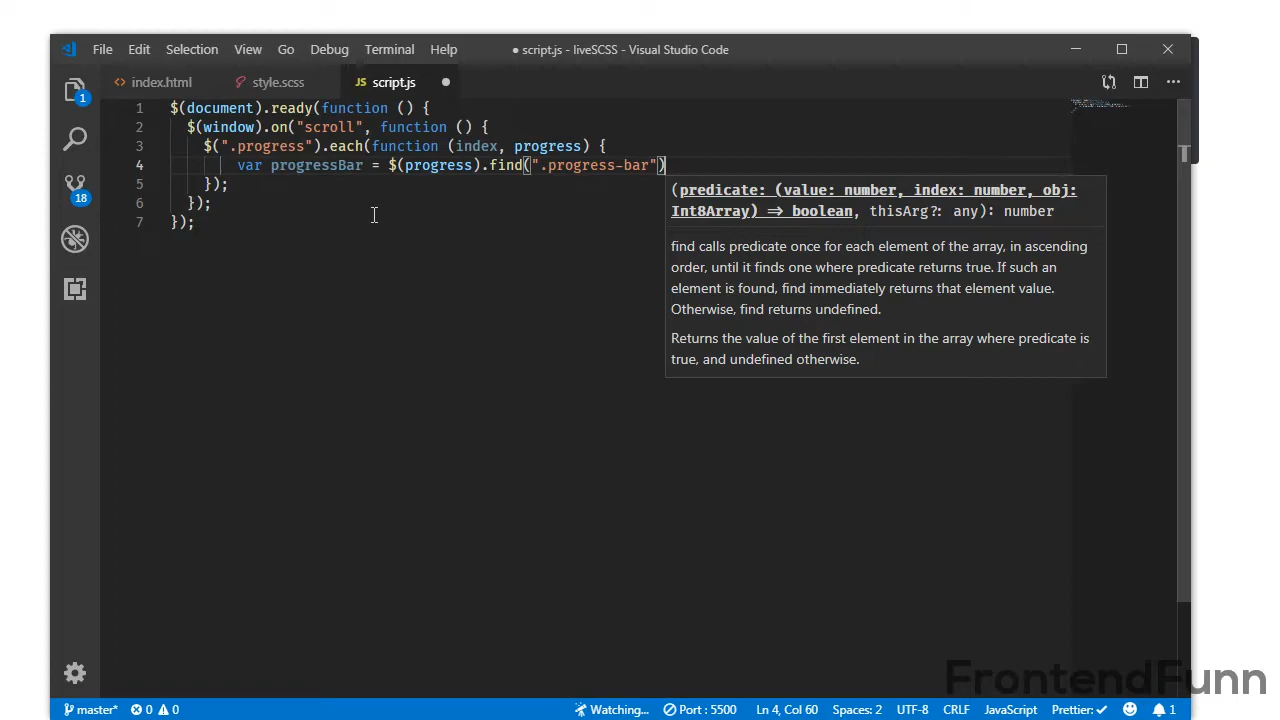 File Edit Selection View Go Debug Terminal Help ● script.js - liveSCSS - Visual Studio Code
1 <> index.html style.scss JS script.js ●
1 $(document).ready(function () {
2 $(window).on("scroll", function () {
3 $(".progress").each(function (index, progress) {
4 var progressBar = $(progress).find(".progress-bar")
5 });
6 });
7 });
18
(predicate: (value: number, index: number, obj:
Int8Array) => boolean, thisArg?: any): number
find calls predicate once for each element of the array, in ascending
order, until it finds one where predicate returns true. If such an
element is found, find immediately returns that element value.
Otherwise, find returns undefined.
Returns the value of the first element in the array where predicate is
true, and undefined otherwise.
FrontendFunn
master* 0 0 Watching... Port : 5500 Ln 4, Col 60 Spaces: 2 UTF-8 CRLF JavaScript Prettier: ✓ 1